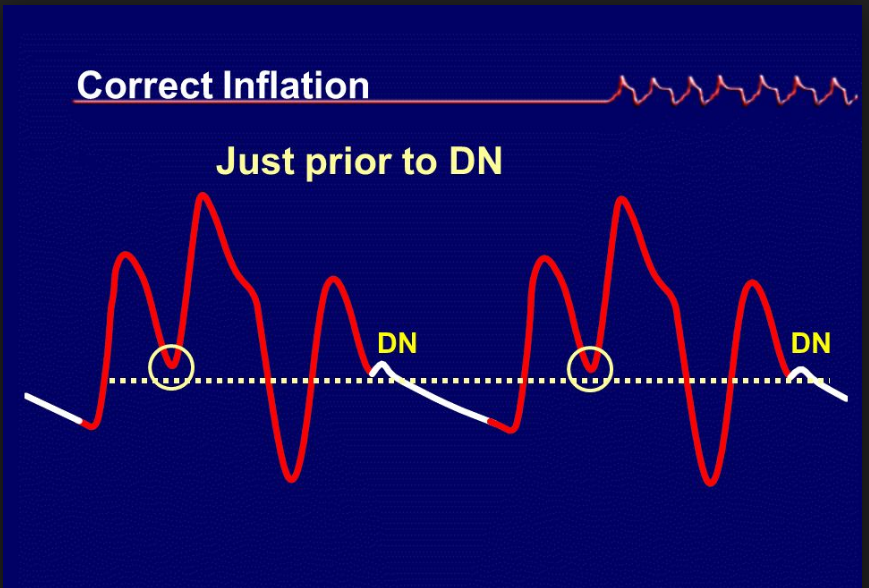 Correct Inflation
Just prior to DN
DN
DN